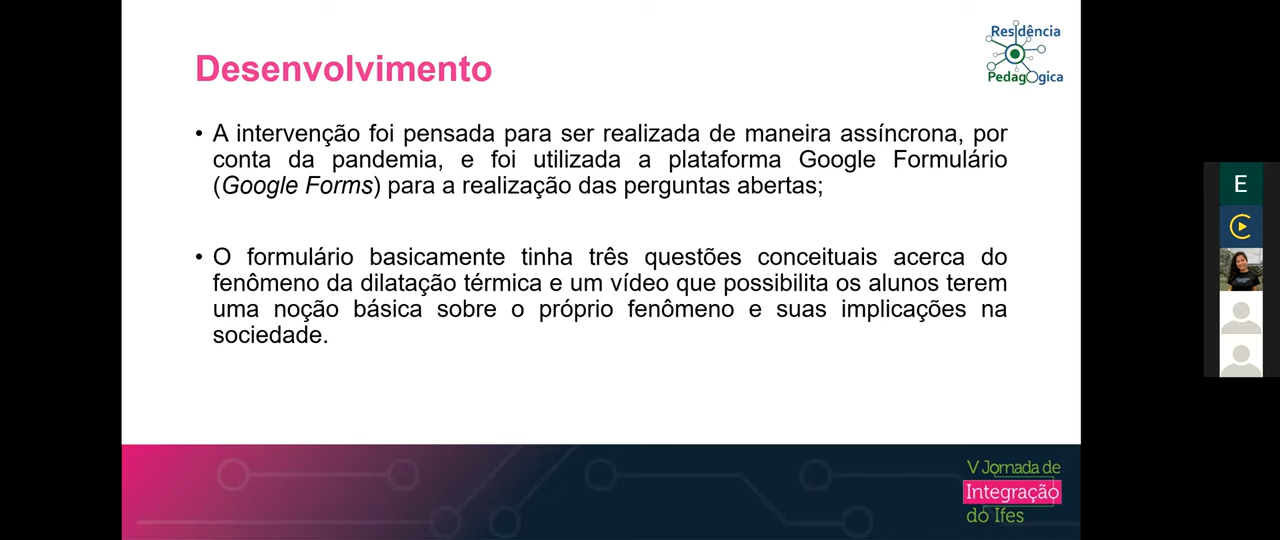 Residência
PedagOgica
Desenvolvimento
• A intervenção foi pensada para ser realizada de maneira assíncrona, por
conta da pandemia, e foi utilizada a plataforma Google Formulário
(Google Forms) para a realização das perguntas abertas;
• O formulário basicamente tinha três questões conceituais acerca do
fenômeno da dilatação térmica e um vídeo que possibilita os alunos terem
uma noção básica sobre o próprio fenômeno e suas implicações na
sociedade.
E
V Jornada de
Integração
do Ifes